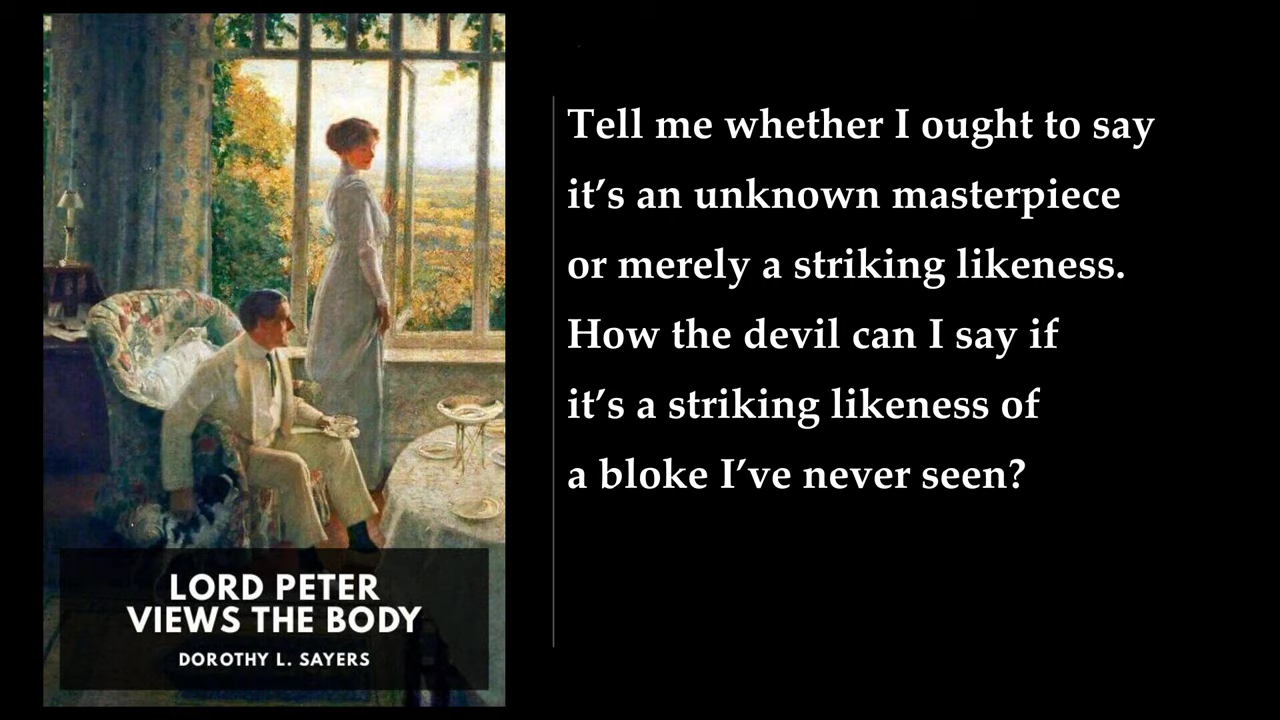 Tell me whether I ought to say
it’s an unknown masterpiece
or merely a striking likeness.
How the devil can I say if
it’s a striking likeness of
a bloke I’ve never seen?
LORD PETER
VIEWS THE BODY
DOROTHY L. SAYERS